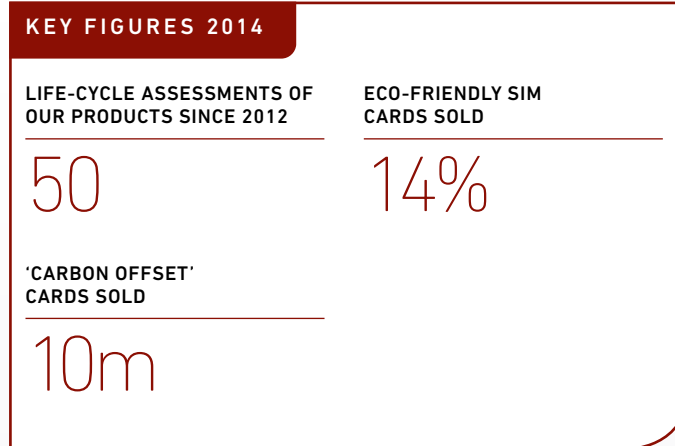 KEY FIGURES 2014
LIFE-CYCLE ASSESSMENTS OF
OUR PRODUCTS SINCE 2012
50
ECO-FRIENDLY SIM
CARDS SOLD
14%
‘CARBON OFFSET’
CARDS SOLD
10m